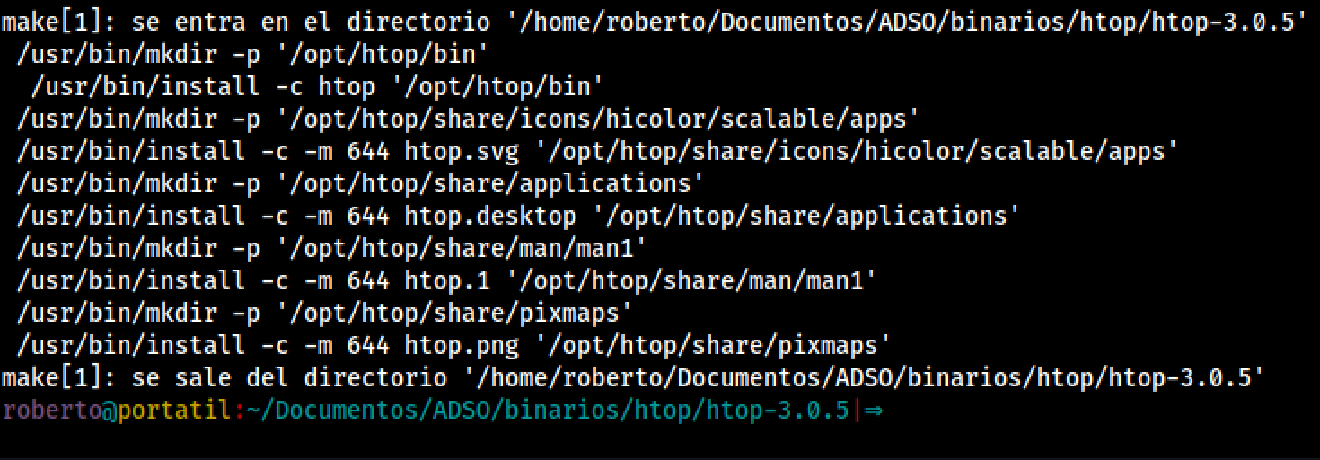 make[1]: se entra en el directorio '/home/roberto/Documentos/ADSO/binarios/htop/htop-3.0.5'
 /usr/bin/mkdir -p '/opt/htop/bin'
  /usr/bin/install -c htop '/opt/htop/bin'
 /usr/bin/mkdir -p '/opt/htop/share/icons/hicolor/scalable/apps'
 /usr/bin/install -c -m 644 htop.svg '/opt/htop/share/icons/hicolor/scalable/apps'
 /usr/bin/mkdir -p '/opt/htop/share/applications'
 /usr/bin/install -c -m 644 htop.desktop '/opt/htop/share/applications'
 /usr/bin/mkdir -p '/opt/htop/share/man/man1'
 /usr/bin/install -c -m 644 htop.1 '/opt/htop/share/man/man1'
 /usr/bin/mkdir -p '/opt/htop/share/pixmaps'
 /usr/bin/install -c -m 644 htop.png '/opt/htop/share/pixmaps'
make[1]: se sale del directorio '/home/roberto/Documentos/ADSO/binarios/htop/htop-3.0.5'
roberto@portatil:~/Documentos/ADSO/binarios/htop/htop-3.0.5|⇒